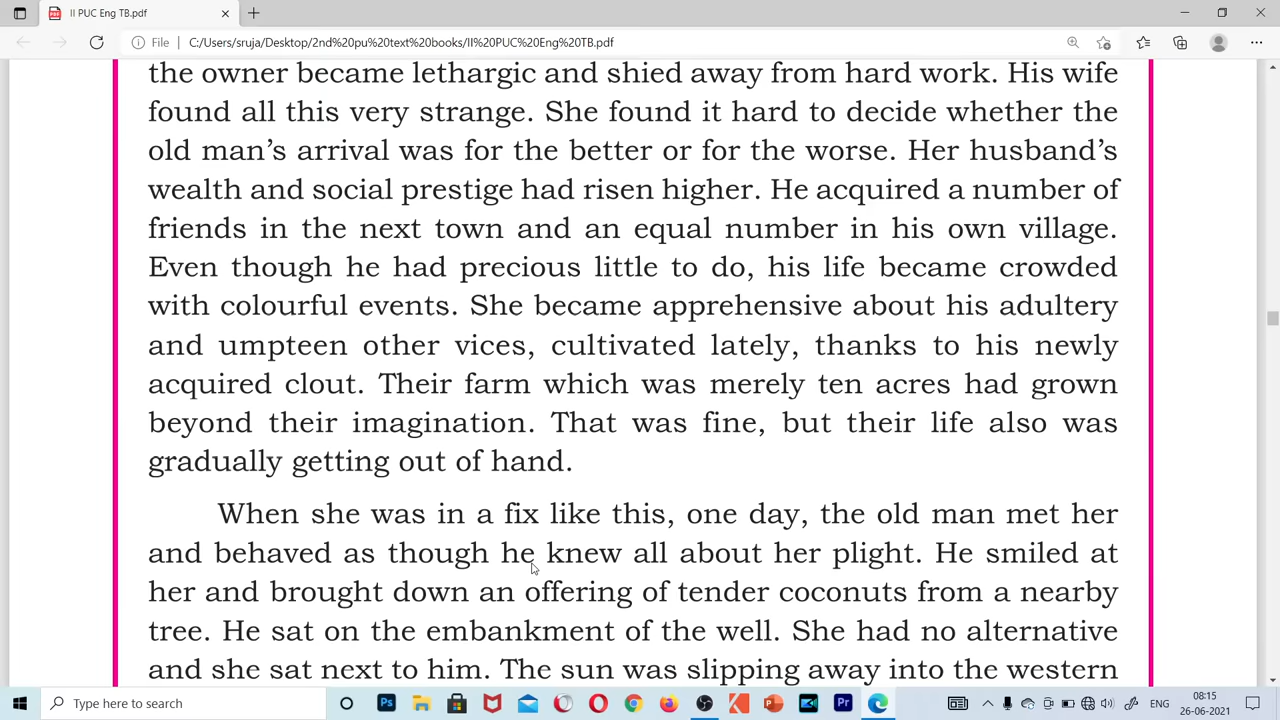 II PUC Eng TB.pdf
File | C:/Users/sruja/Desktop/2nd%20pu%20text%20books/II%20PUC%20Eng%20TB.pdf
the owner became lethargic and shied away from hard work. His wife
found all this very strange. She found it hard to decide whether the
old man's arrival was for the better or for the worse. Her husband's
wealth and social prestige had risen higher. He acquired a number of
friends in the next town and an equal number in his own village.
Even though he had precious little to do, his life became crowded
with colourful events. She became apprehensive about his adultery
and umpteen other vices, cultivated lately, thanks to his newly
acquired clout. Their farm which was merely ten acres had grown
beyond their imagination. That was fine, but their life also was
gradually getting out of hand.
When she was in a fix like this, one day, the old man met her
and behaved as though he knew all about her plight. He smiled at
her and brought down an offering of tender coconuts from a nearby
tree. He sat on the embankment of the well. She had no alternative
and she sat next to him. The sun was slipping away into the western
Type here to search
Ps
Pr
ENG
08:15
26-06-2021